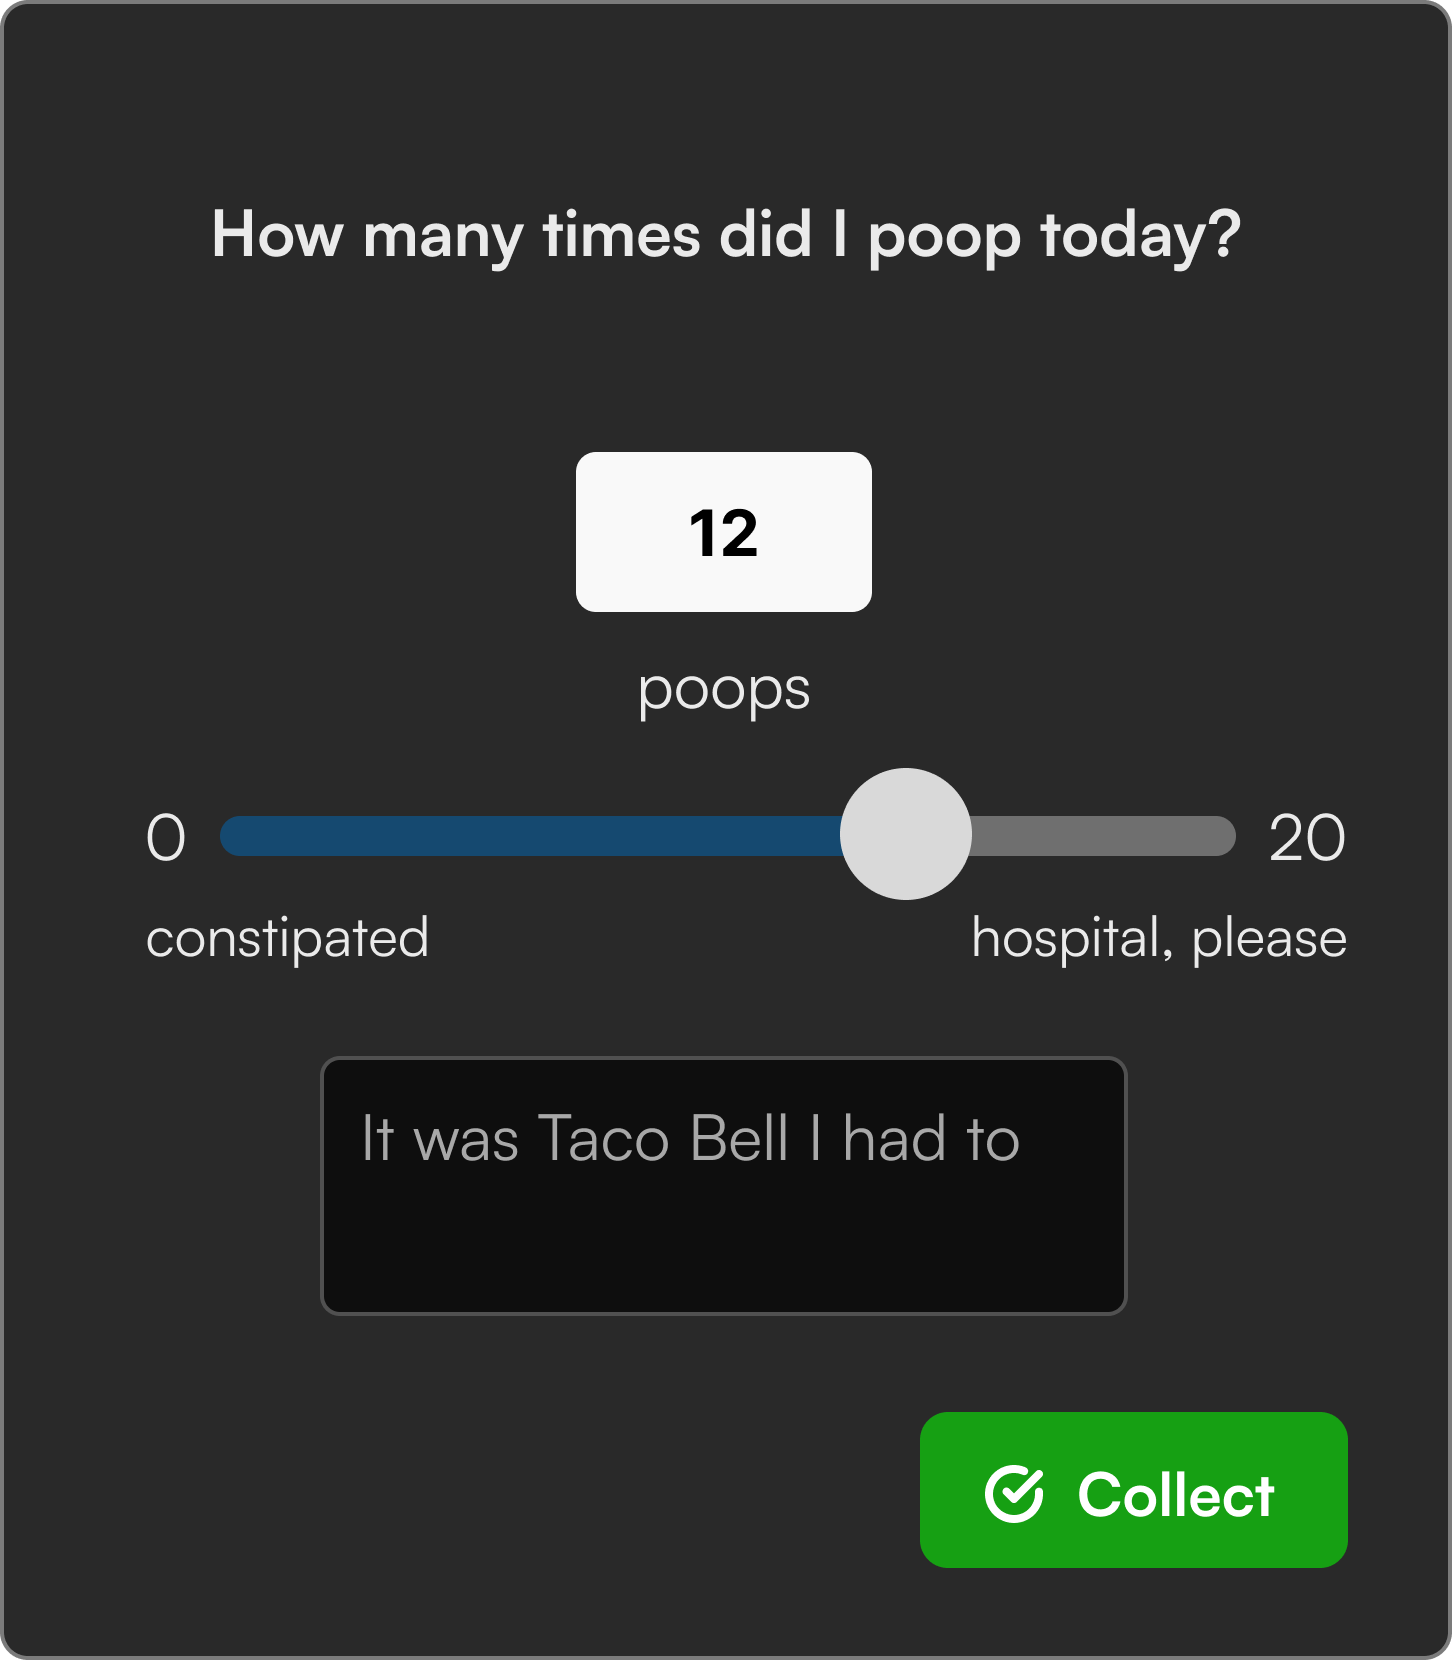 How many times did I poop today?
12
poops
0 20
constipated hospital, please
It was Taco Bell I had to
Collect